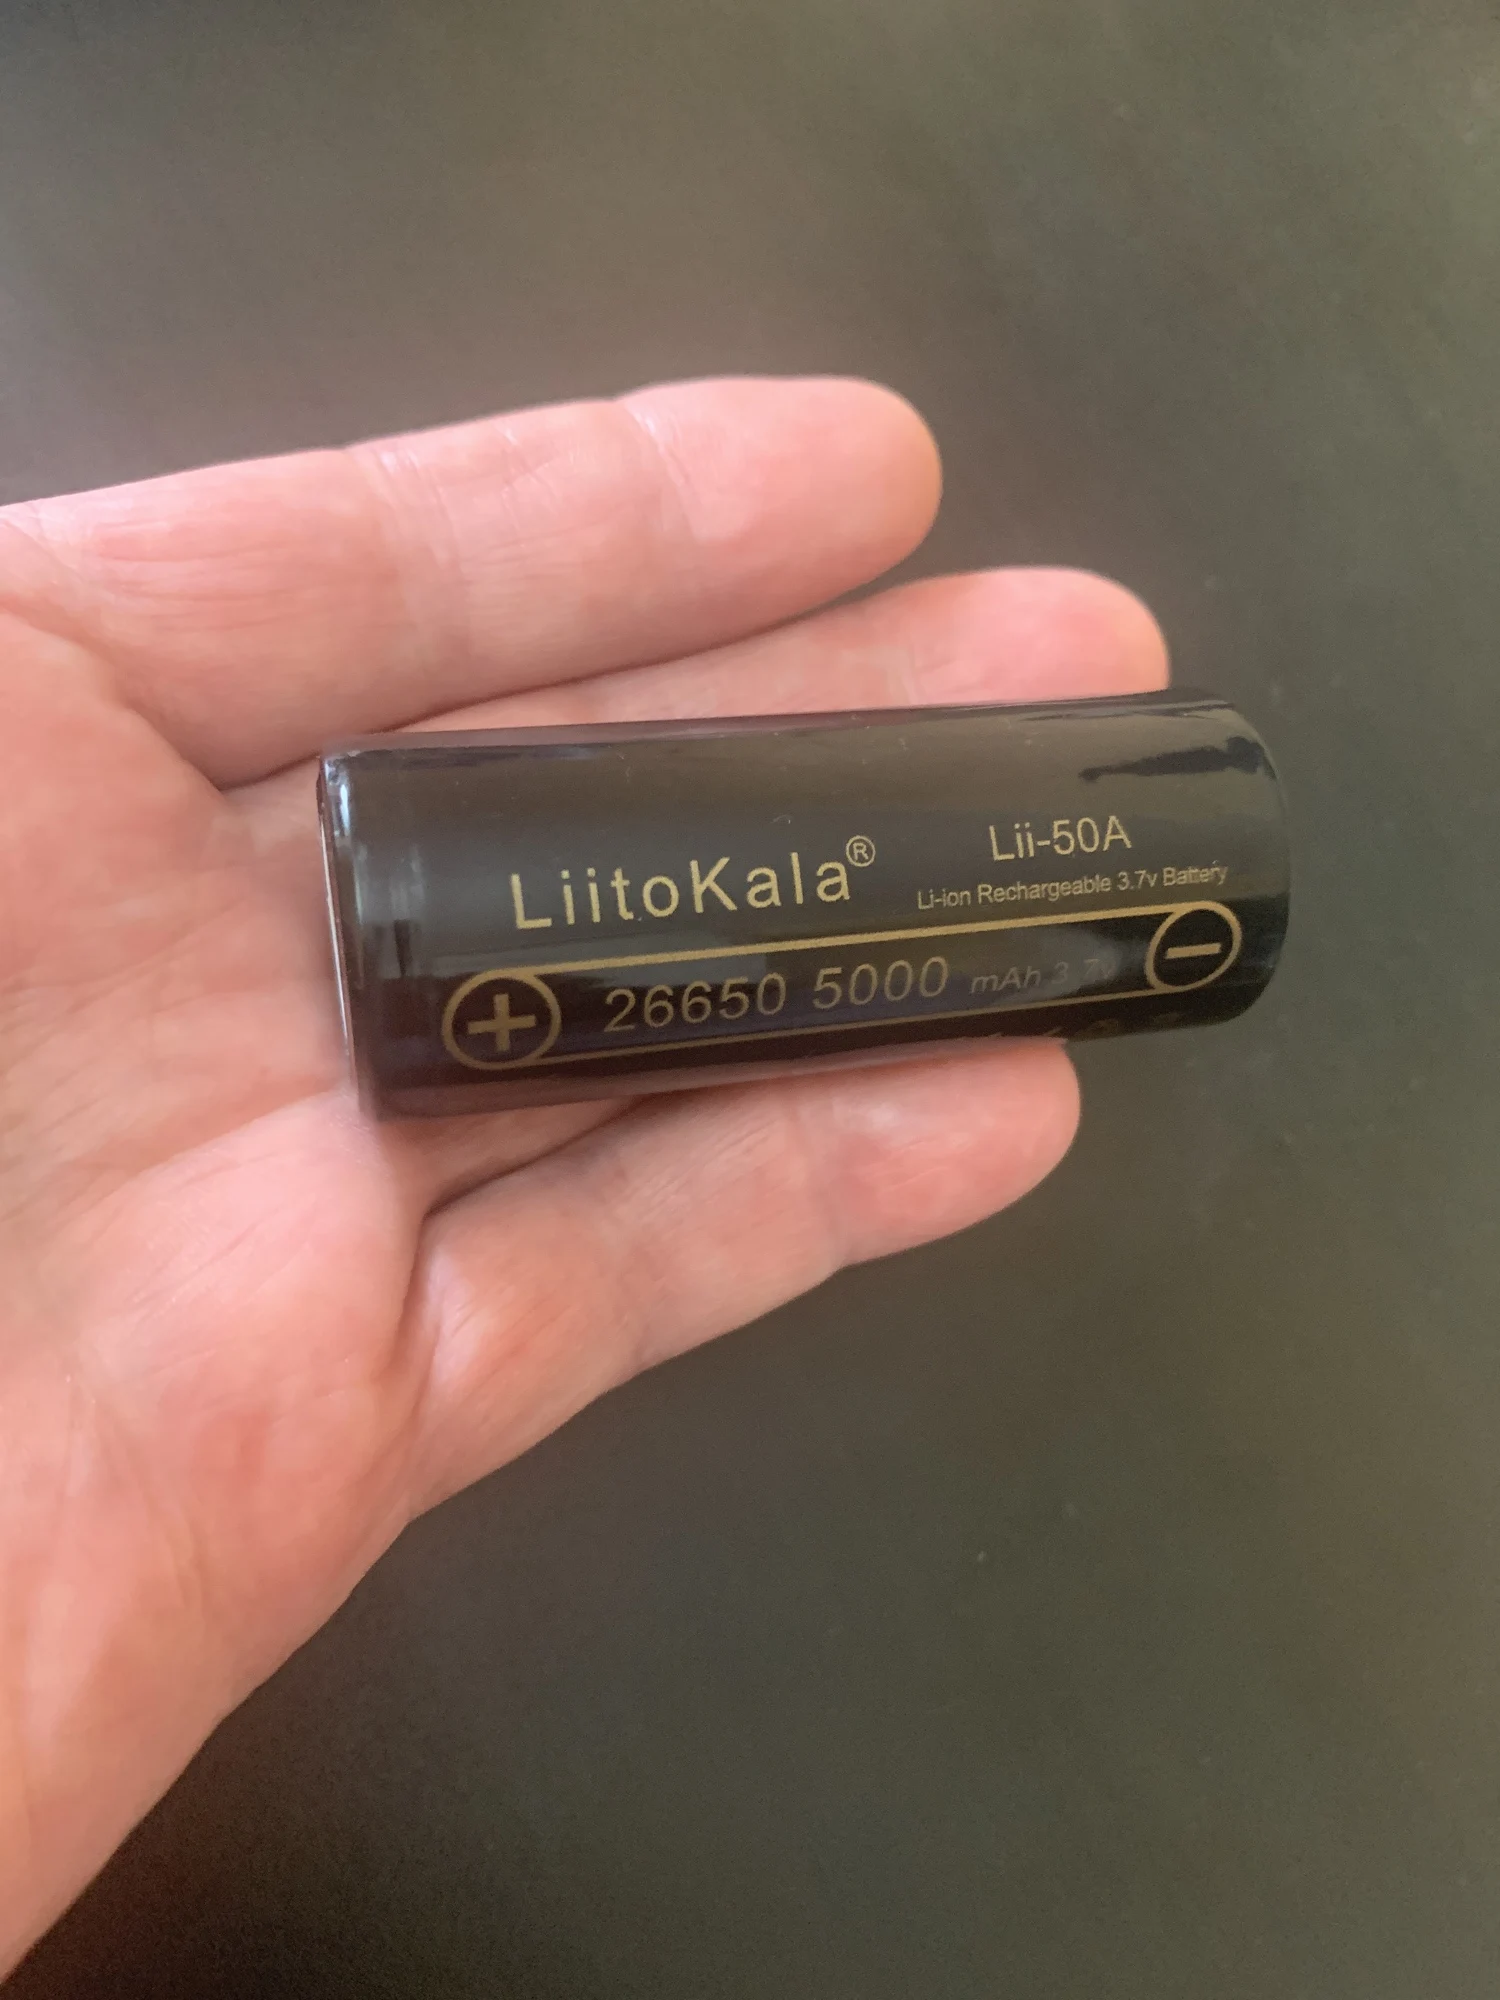 LiitoKala®
Lii-50A
Li-ion Rechargeable 3.7v Battery
+ 26650 5000 mAh 3.7v −